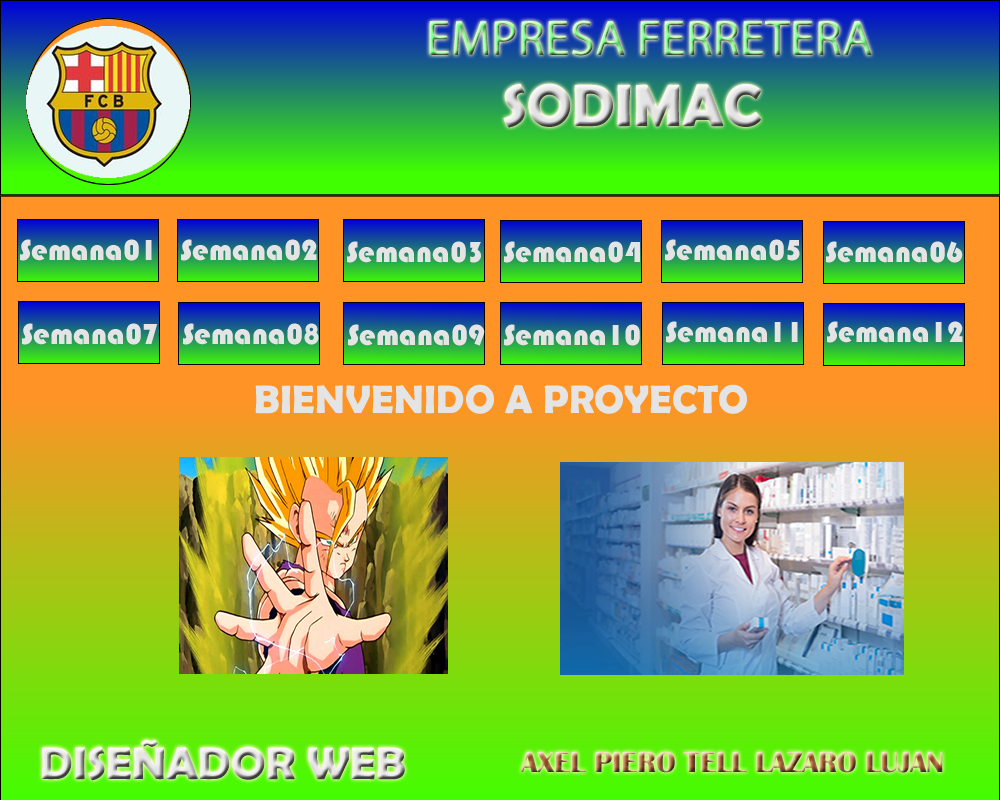 EMPRESA FERRETERA
SODIMAC
FCB
Semana01 Semana02 Semana03 Semana04 Semana05 Semana06
Semana07 Semana08 Semana09 Semana10 Semana11 Semana12
BIENVENIDO A PROYECTO
DISEÑADOR WEB
AXEL PIERO TELL LAZARO LUJAN